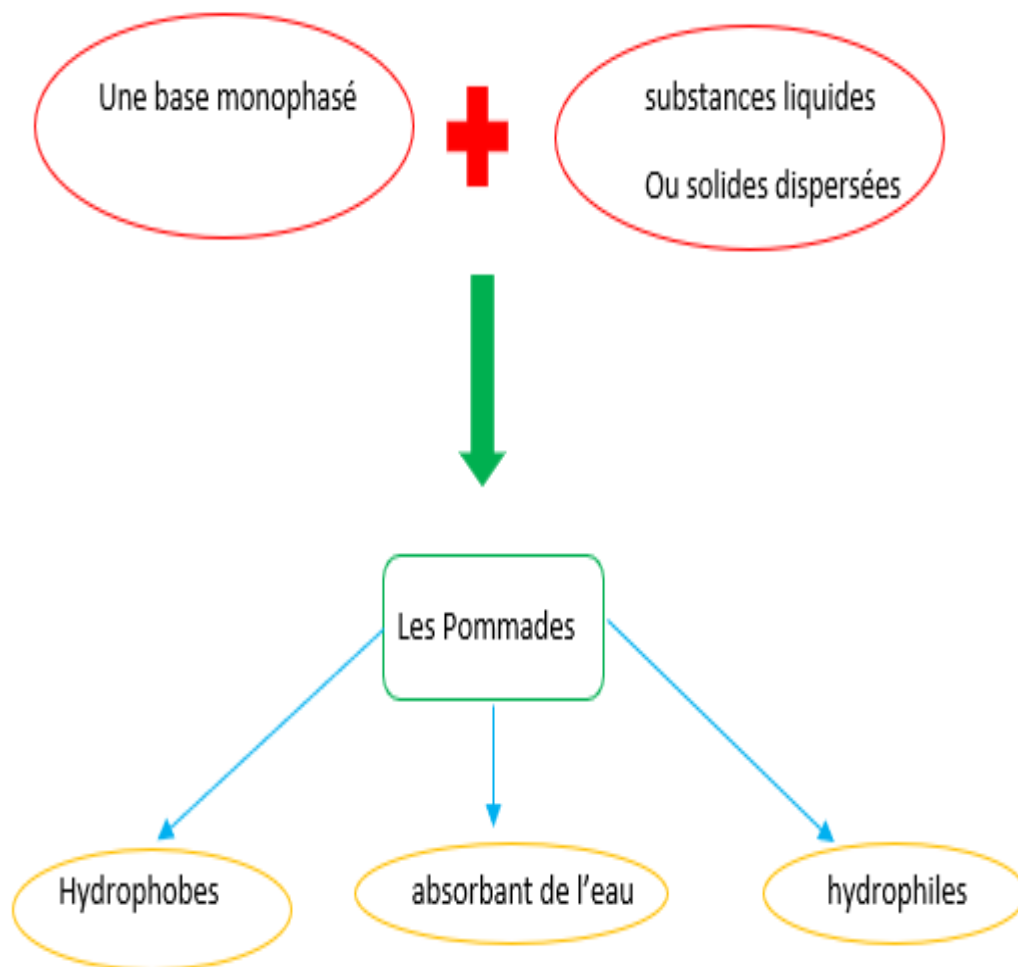 Une base monophasé
substances liquides
Ou solides dispersées
Les Pommades
Hydrophobes
absorbant de l'eau
hydrophiles